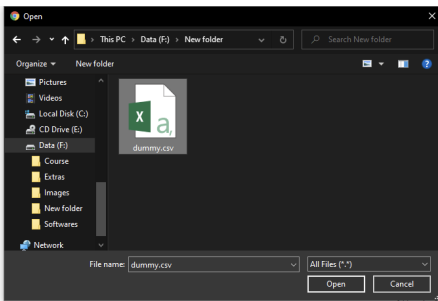 Open
This PC > Data (F:) > New folder
Search New folder
Organize
New folder
Pictures
Videos
Local Disk (C:)
CD Drive (E:)
Data (F:)
Course
Extras
Images
New folder
Softwares
Network
X a,
dummy.csv
File name: dummy.csv
All Files (*.*)
Open
Cancel